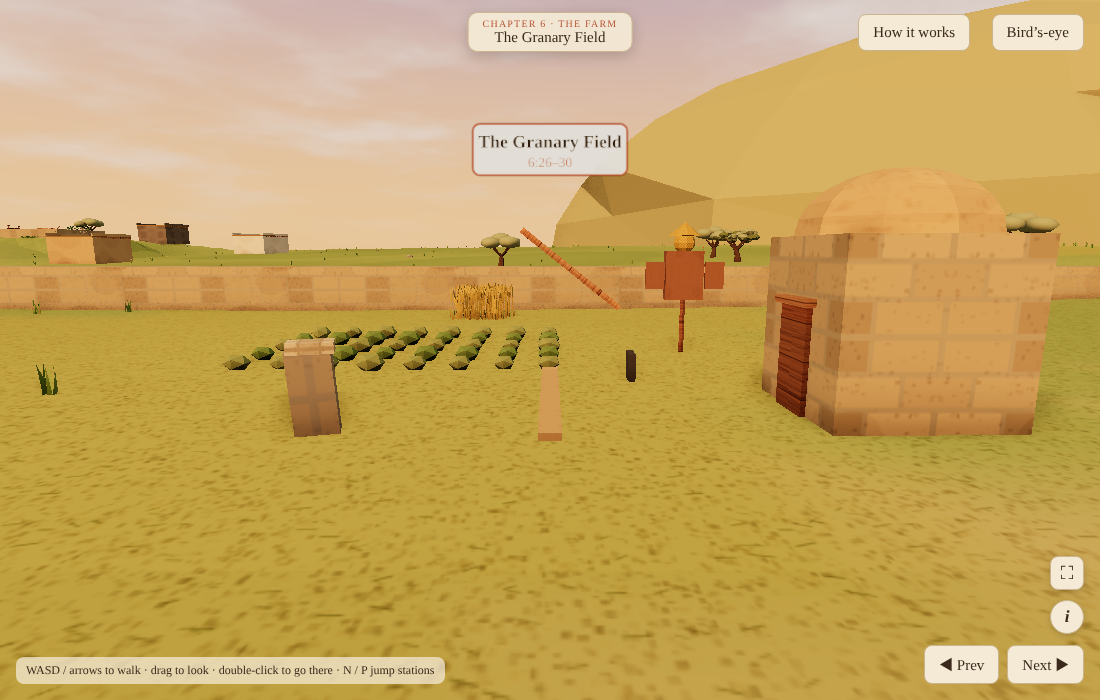 CHAPTER 6 · THE FARM
The Granary Field
How it works
Bird’s-eye
The Granary Field
6:26–30
i
WASD / arrows to walk · drag to look · double-click to go there · N / P jump stations
◀ Prev
Next ▶